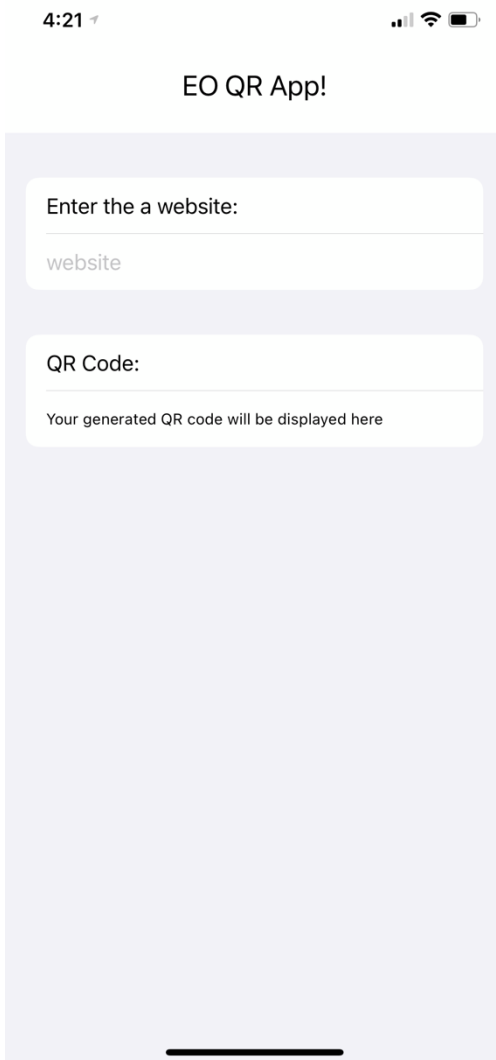 4:21
EO QR App!
Enter the a website:
website
QR Code:
Your generated QR code will be displayed here